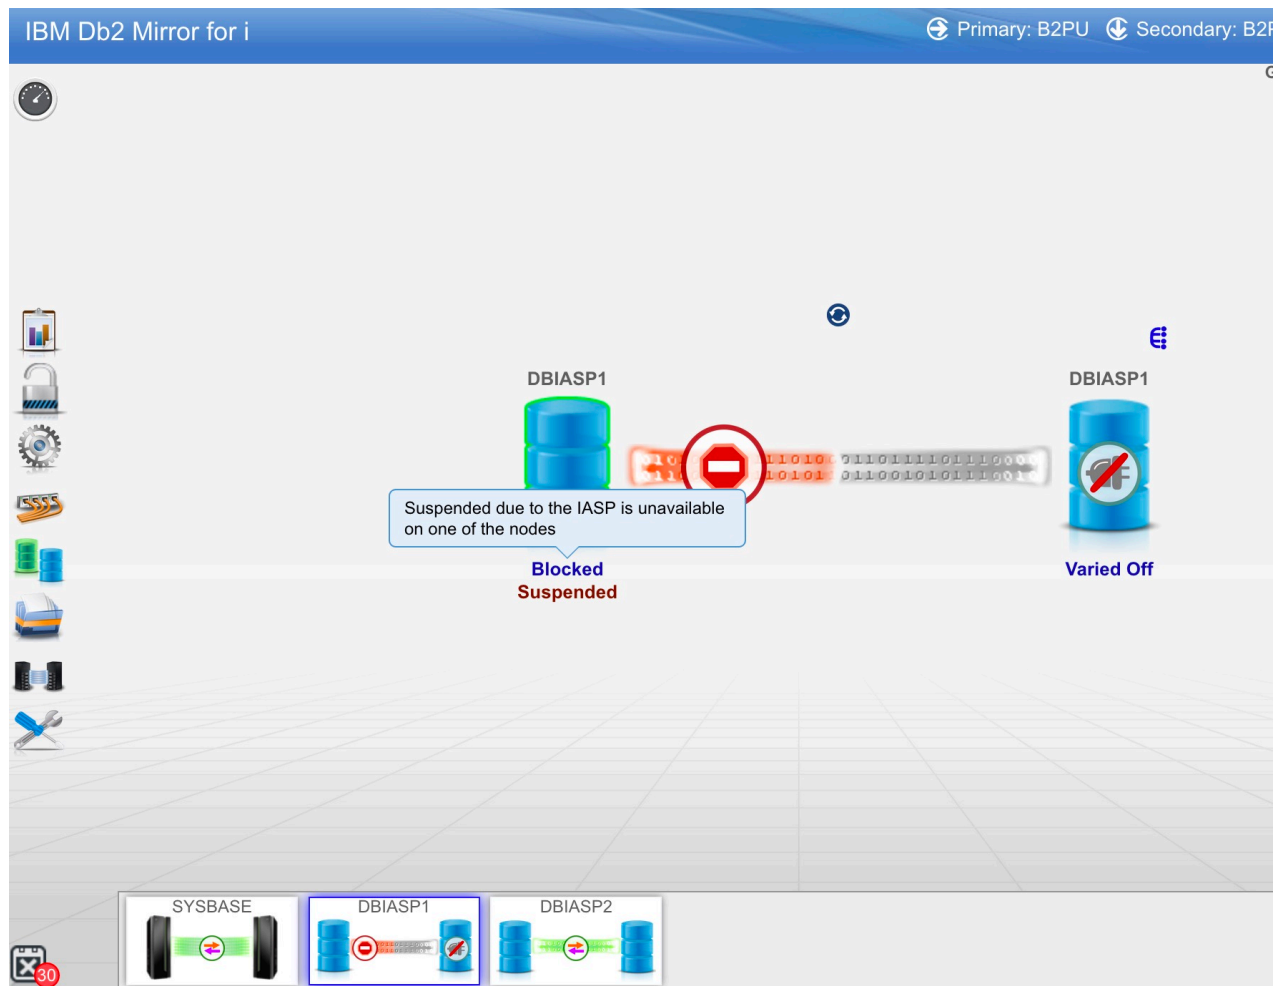 IBM Db2 Mirror for i
Primary: B2PU
Secondary:
DBIASP1
DBIASP1
Suspended due to the IASP is unavailable
on one of the nodes
Blocked
Suspended
Varied Off
SYSBASE
DBIASP1
DBIASP2
30